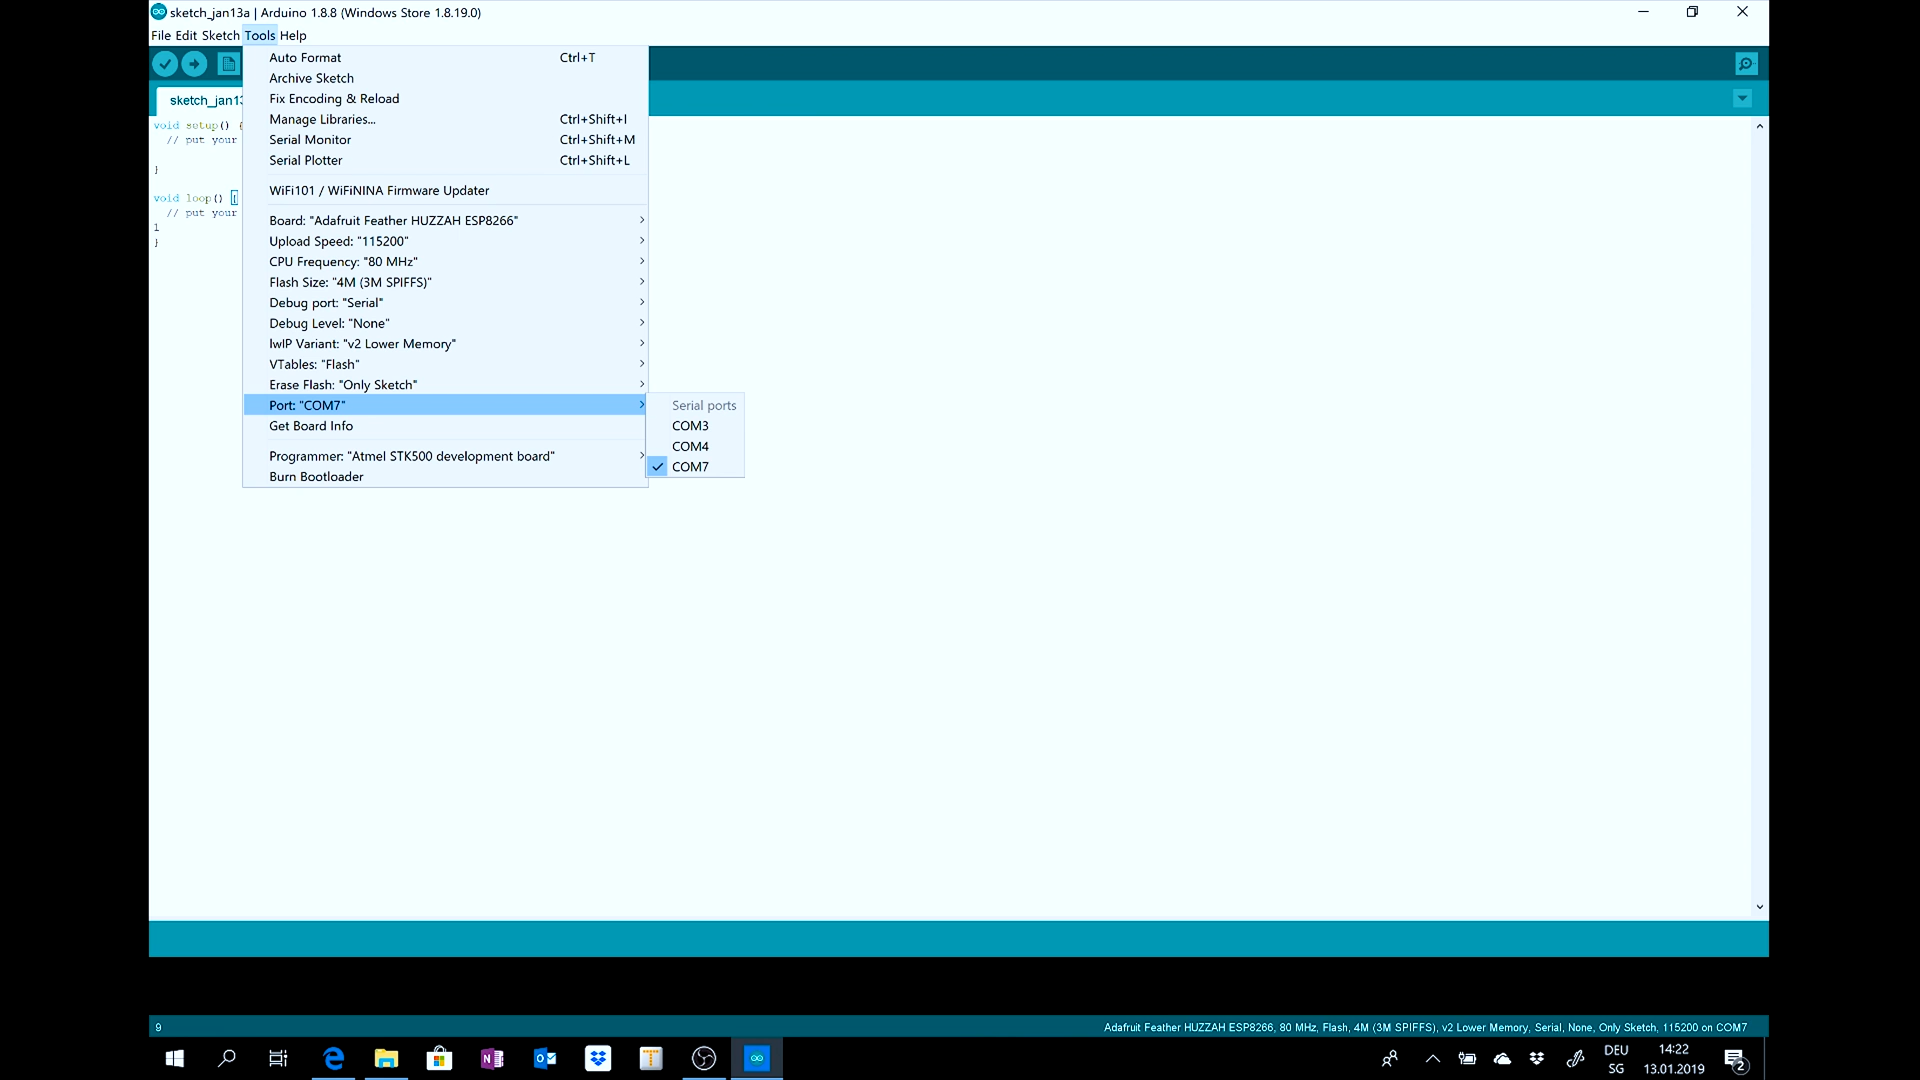 sketch_jan13a | Arduino 1.8.8 (Windows Store 1.8.19.0)
File Edit Sketch Tools Help
Auto Format Ctrl+T
Archive Sketch
Fix Encoding & Reload
Manage Libraries... Ctrl+Shift+I
Serial Monitor Ctrl+Shift+M
Serial Plotter Ctrl+Shift+L
WiFi101 / WiFiNINA Firmware Updater
Board: "Adafruit Feather HUZZAH ESP8266"
Upload Speed: "115200"
CPU Frequency: "80 MHz"
Flash Size: "4M (3M SPIFFS)"
Debug port: "Serial"
Debug Level: "None"
lwIP Variant: "v2 Lower Memory"
VTables: "Flash"
Erase Flash: "Only Sketch"
Port: "COM7"
Get Board Info
Programmer: "Atmel STK500 development board"
Burn Bootloader
Serial ports
COM3
COM4
COM7
sketch_jan13
void setup() {
// put your
}
void loop() {
// put your
1
}
9
Adafruit Feather HUZZAH ESP8266, 80 MHz, Flash, 4M (3M SPIFFS), v2 Lower Memory, Serial, None, Only Sketch, 115200 on COM7
DEU
SG
14:22
13.01.2019
2